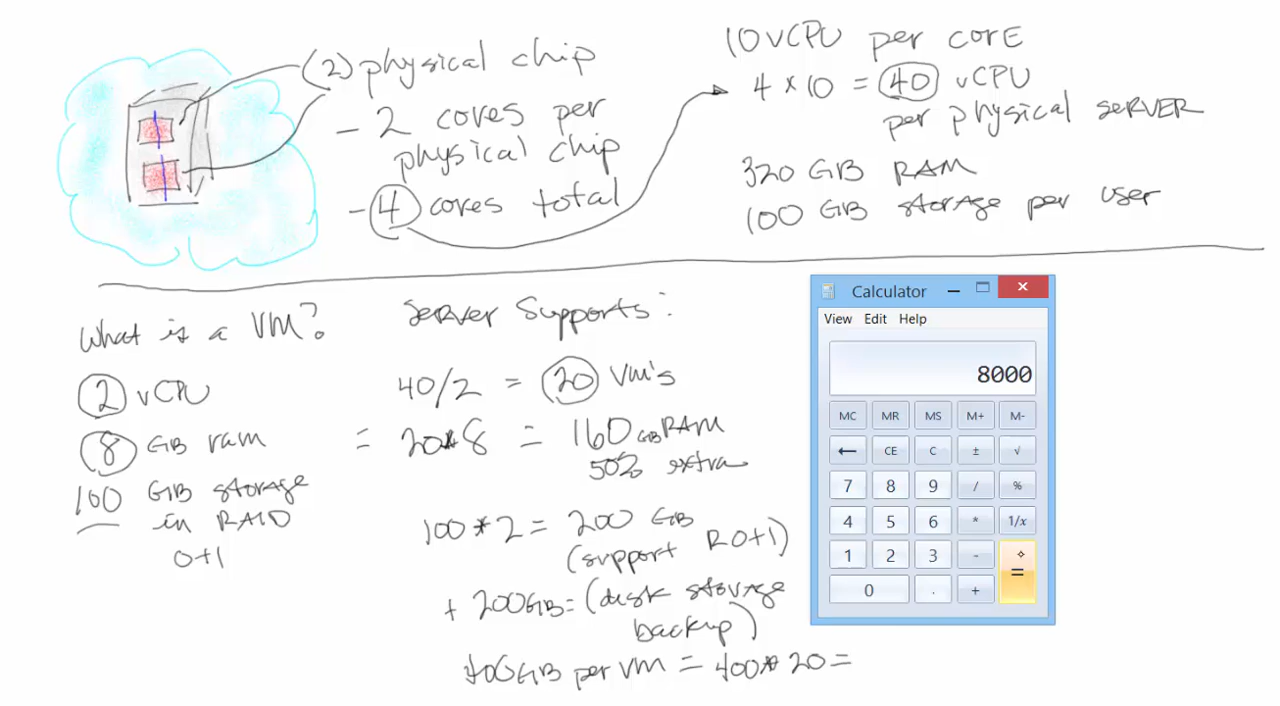 (2) physical chip
- 2 cores per
physical chip
- 4 cores total
10 vCPU per corE
4 x 10 = 40 vCPU
per physical SERVER
320 GB RAM
100 GB storage per user
What is a VM?
2 vCPU
8 GB ram
100 GB storage
in RAID
0+1
Server Supports:
40/2 = 20 VM's
= 20*8 = 160 GB RAM
50% extra
100 * 2 = 200 GB
(support R0+1)
+ 200GB = (disk storage
backup)
400GB per VM = 400*20 =
Calculator
View Edit Help
8000
MC MR MS M+ M-
← CE C ± √
7 8 9 / %
4 5 6 * 1/x
1 2 3 - =
0 . +